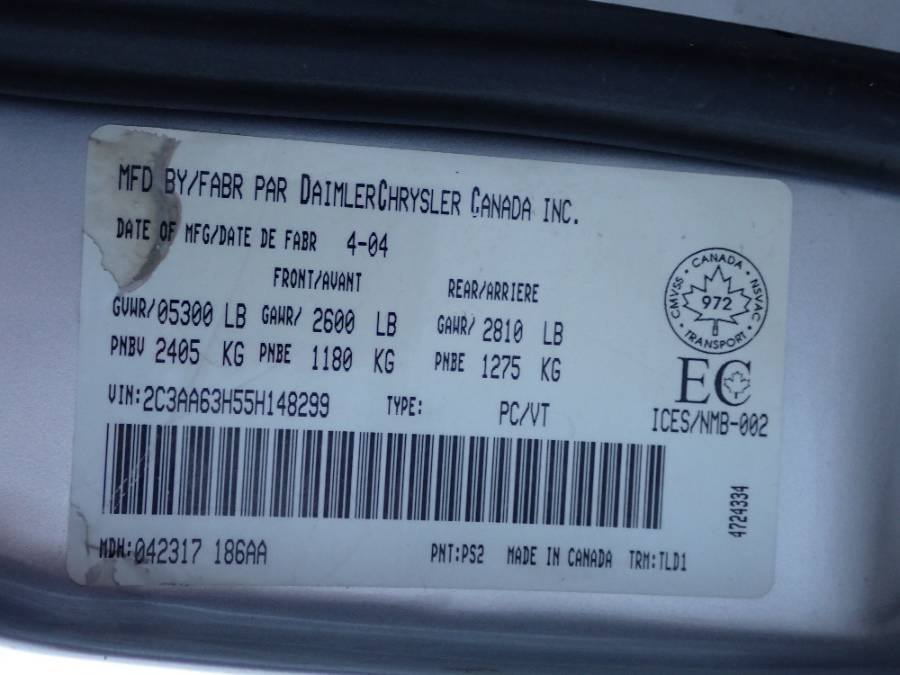 MFD BY/FABR PAR DAIMLERCHRYSLER CANADA INC.
DATE OF MFG/DATE DE FABR 4-04
FRONT/AVANT REAR/ARRIERE
GVWR/05300 LB GAWR/ 2600 LB GAWR/ 2810 LB
PNBV 2405 KG PNBE 1180 KG PNBE 1275 KG
VIN:2C3AA63H55H148299 TYPE: PC/VT
MDH:042317 186AA PNT:PS2 MADE IN CANADA TRM:TLD1
CANADA
CMVSS 972 NSVAC
TRANSPORT
EC
ICES/NMB-002
4724334